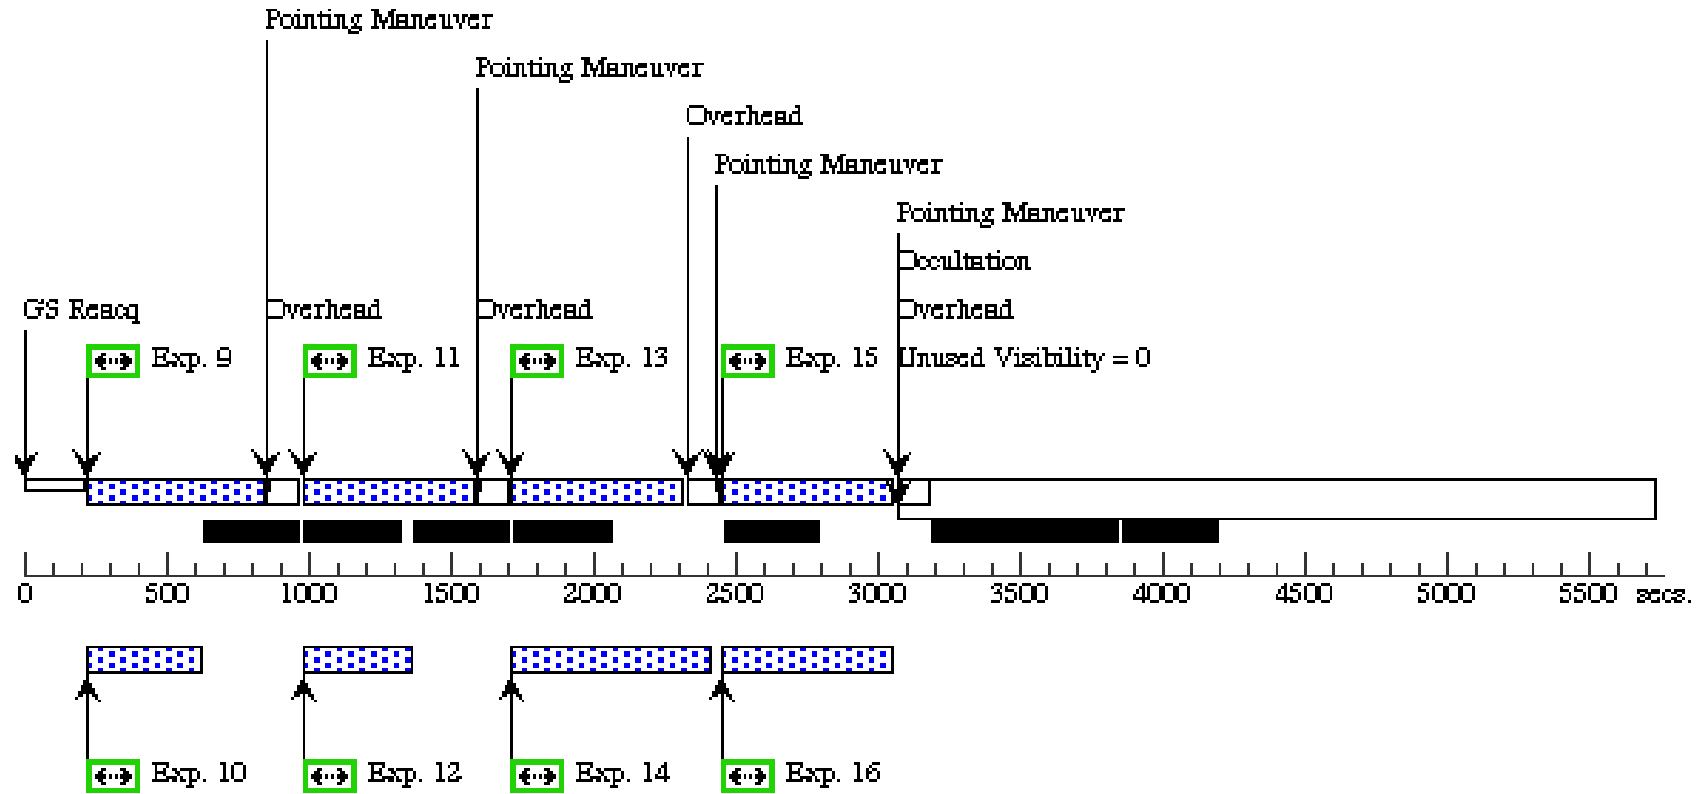 Pointing Maneuver
Pointing Maneuver
Overhead
Pointing Maneuver
Pointing Maneuver
Occultation
GS Reacq Overhead Overhead Overhead
Exp. 9 Exp. 11 Exp. 13 Exp. 15 Unused Visibility = 0
0 500 1000 1500 2000 2500 3000 3500 4000 4500 5000 5500 secs.
Exp. 10 Exp. 12 Exp. 14 Exp. 16